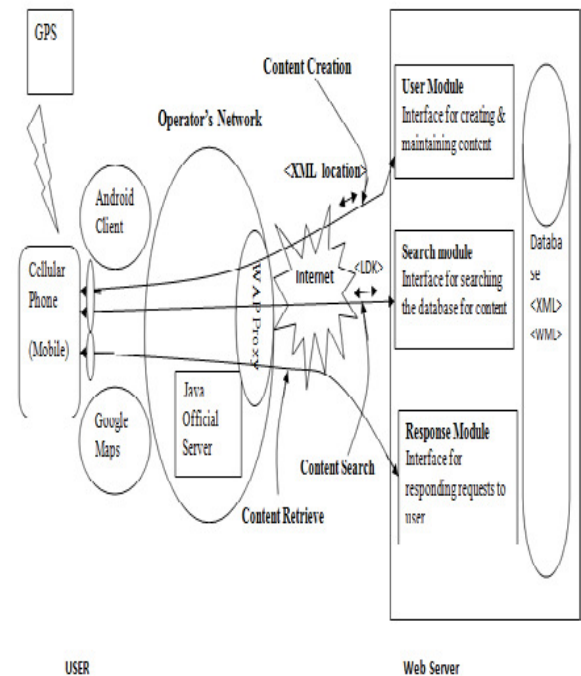 GPS
Content Creation
Operator's Network
<XML location>
User Module
Interface for creating &
maintaining content
Android
Client
Cellular
Phone
(Mobile)
WAP Proxy
Internet
<LDK>
Search module
Interface for searching
the database for content
Databa
se
<XML>
<WML>
Google
Maps
Java
Official
Server
Content Search
Content Retrieve
Response Module
Interface for
responding requests to
user
USER
Web Server